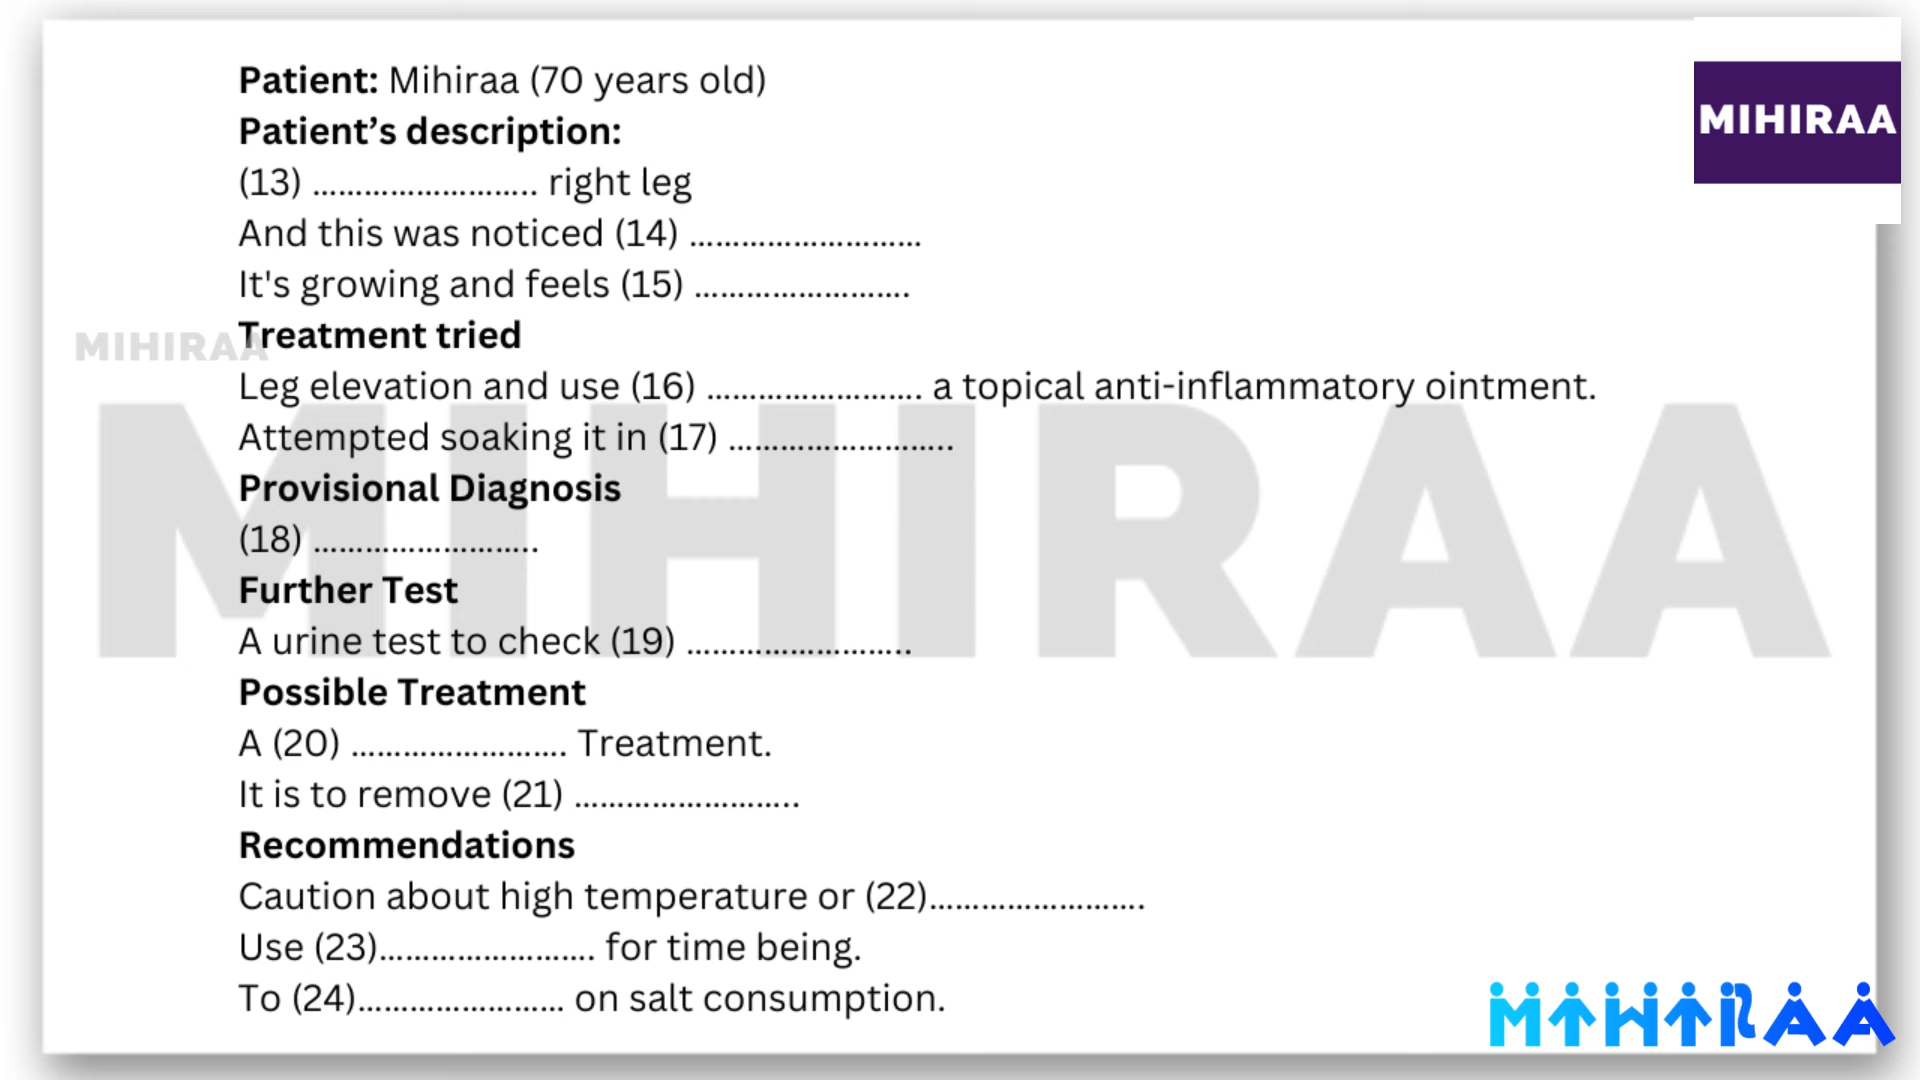 Patient: Mihiraa (70 years old)
MIHIRAA
Patient’s description:
(13) …………………….. right leg
And this was noticed (14) ………………………
It's growing and feels (15) …………………….
Treatment tried
MIHIRAA
Leg elevation and use (16) ……………………. a topical anti-inflammatory ointment.
Attempted soaking it in (17) ……………………..
MIHIRAA
Provisional Diagnosis
(18) ……………………..
Further Test
A urine test to check (19) ……………………..
Possible Treatment
A (20) ……………………. Treatment.
It is to remove (21) ……………………..
Recommendations
Caution about high temperature or (22)…………………….
Use (23)……………………. for time being.
To (24)…………………… on salt consumption.
MIHIRAA